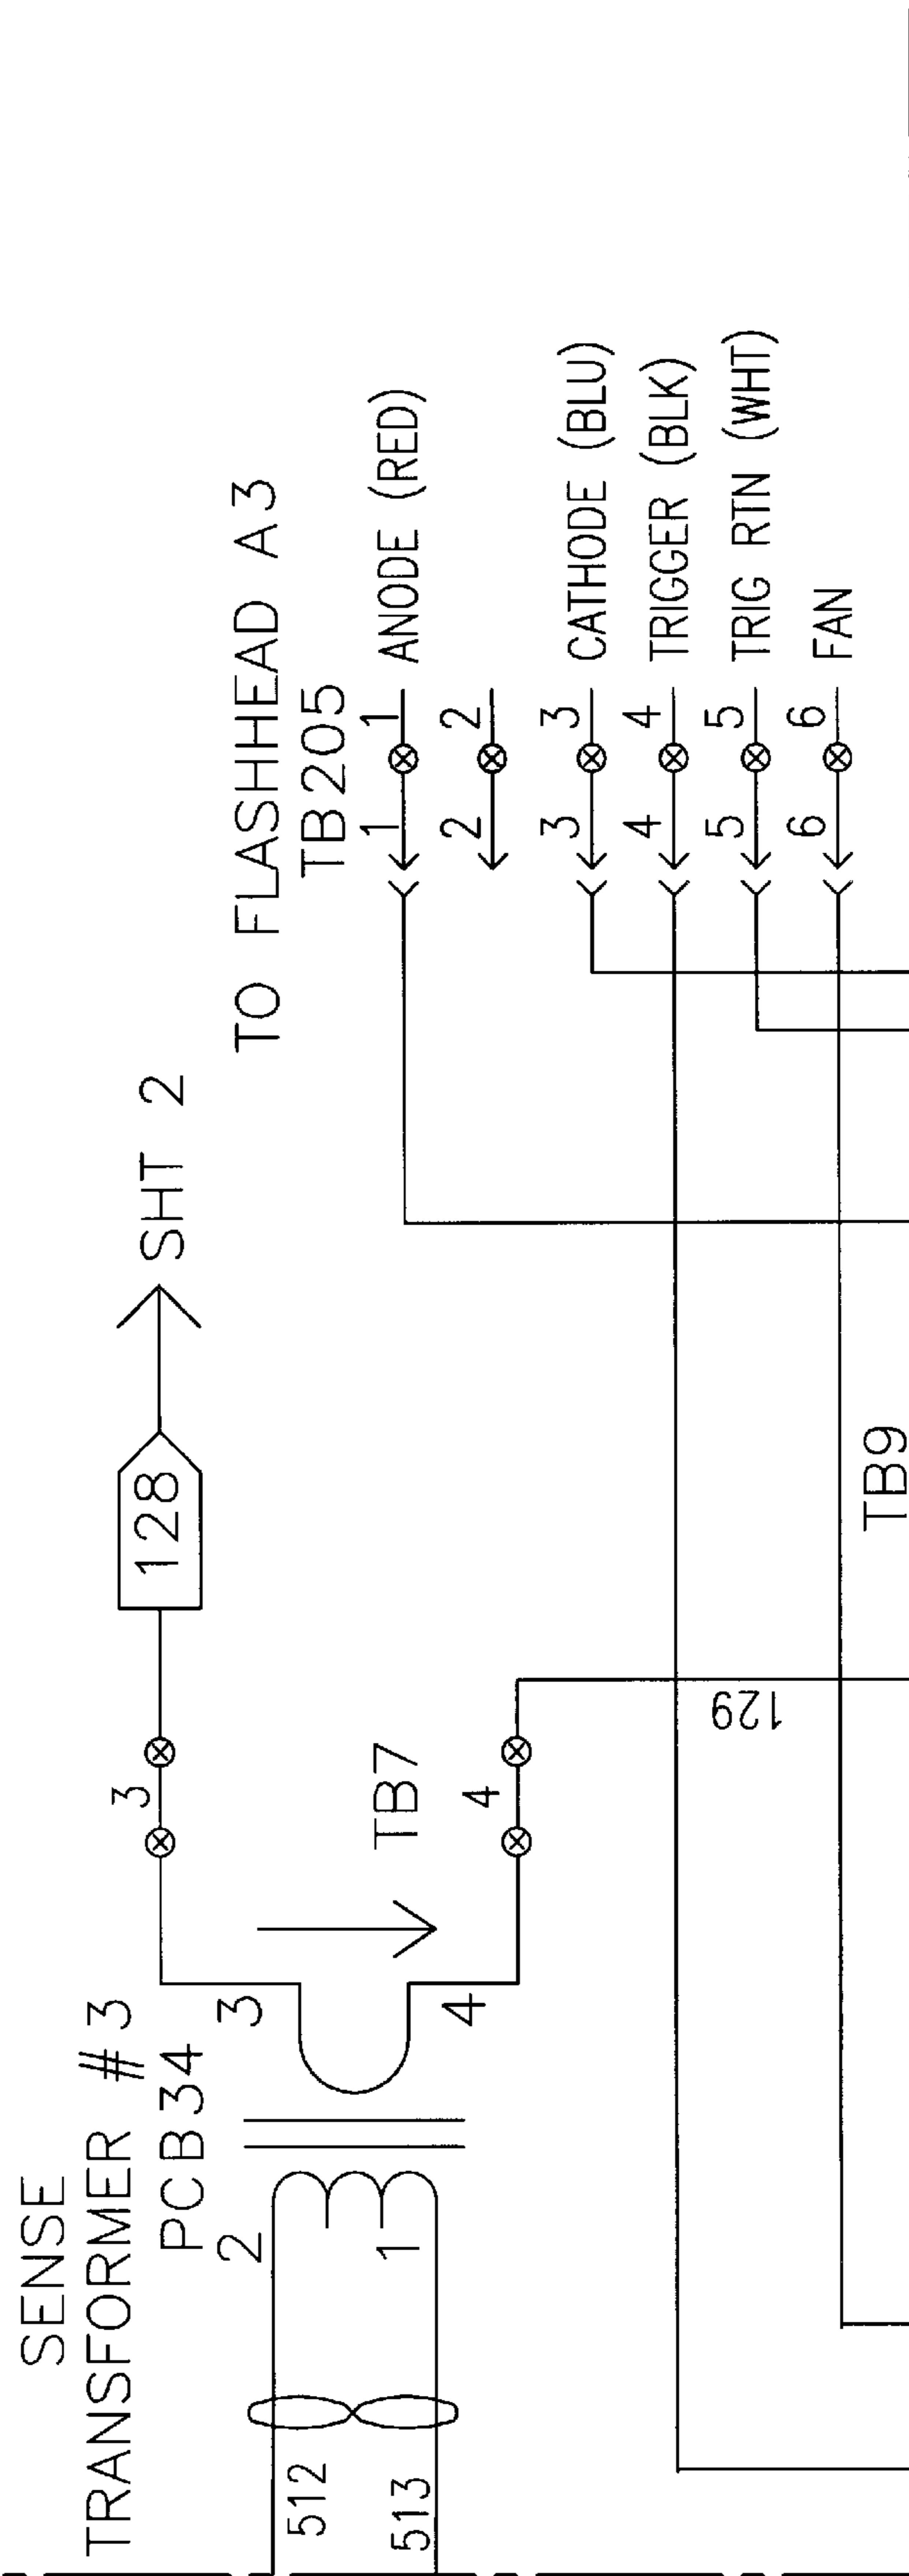 SENSE
TRANSFORMER #3
PCB34
2
1
512
513
3
4
3
TB7
4
128
SHT 2
129
TB9
TO FLASHHEAD A3
TB205
1 1 ANODE (RED)
2 2
3 3 CATHODE (BLU)
4 4 TRIGGER (BLK)
5 5 TRIG RTN (WHT)
6 6 FAN